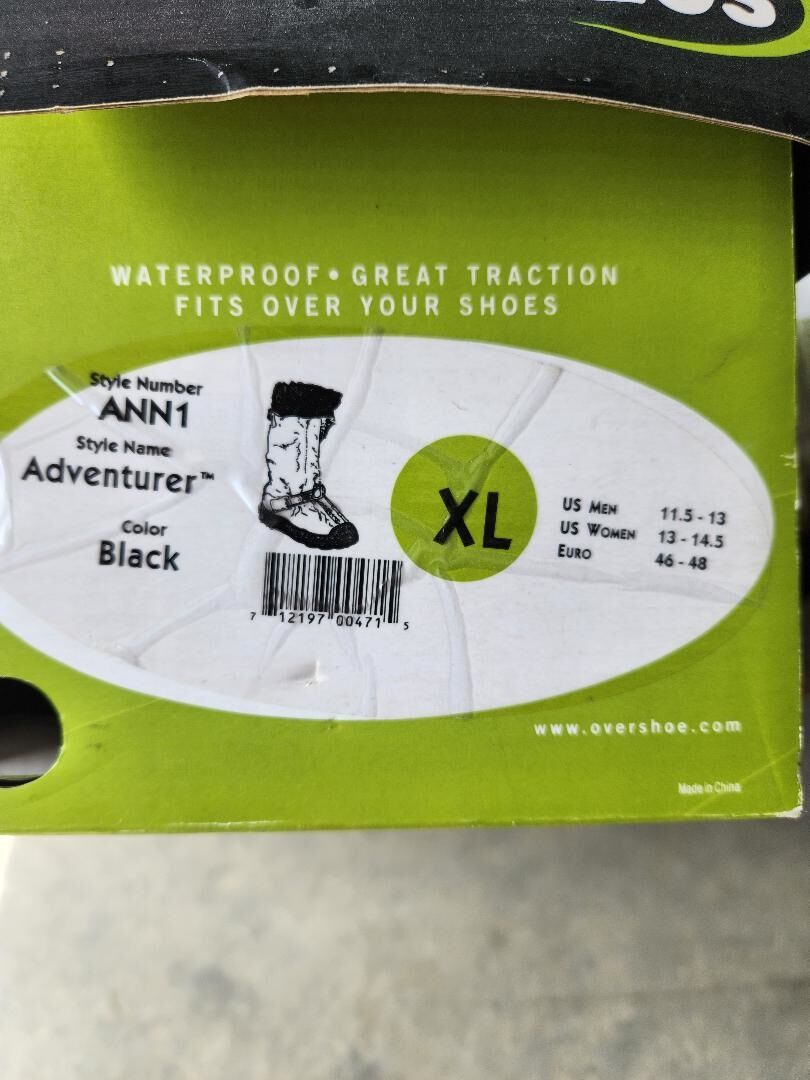 WATERPROOF • GREAT TRACTION
FITS OVER YOUR SHOES
Style Number
ANN1
Style Name
Adventurer™
Color
Black
XL
US MEN 11.5 - 13
US WOMEN 13 - 14.5
EURO 46 - 48
7 12197 00471 5
www.overshoe.com
Made in China